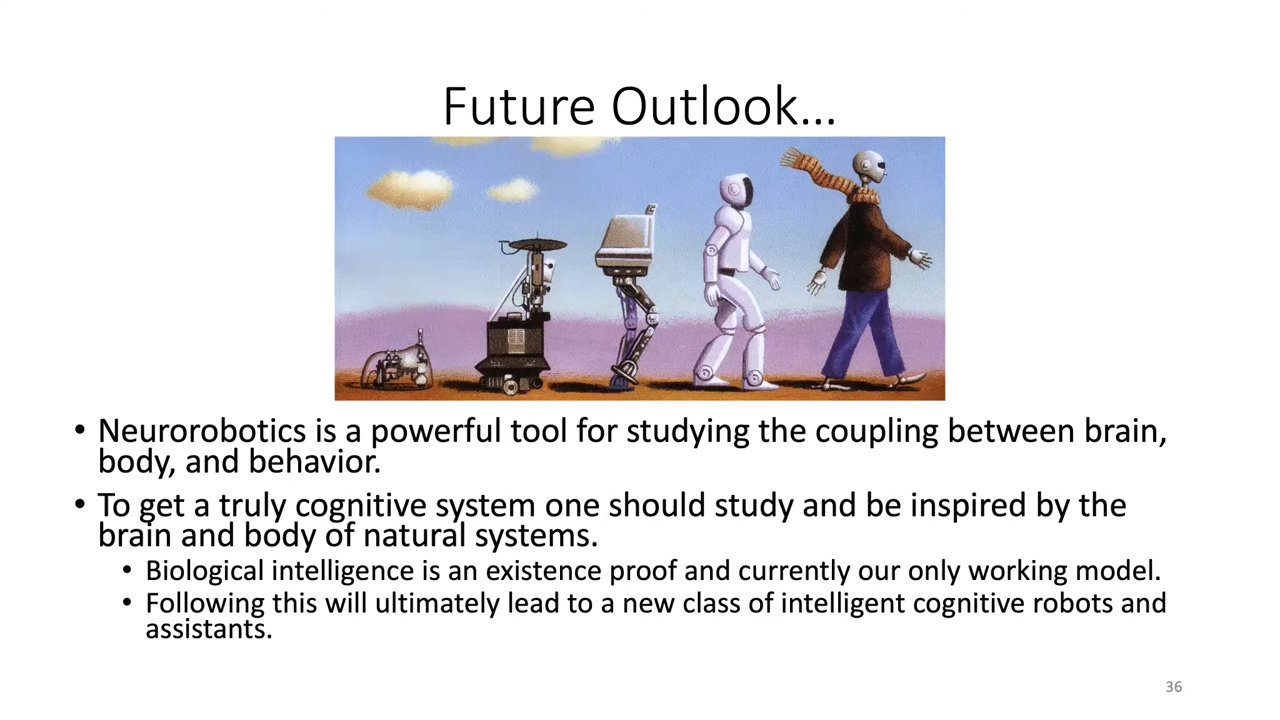 Future Outlook...
• Neurorobotics is a powerful tool for studying the coupling between brain,
body, and behavior.
• To get a truly cognitive system one should study and be inspired by the
brain and body of natural systems.
• Biological intelligence is an existence proof and currently our only working model.
• Following this will ultimately lead to a new class of intelligent cognitive robots and
assistants.
36